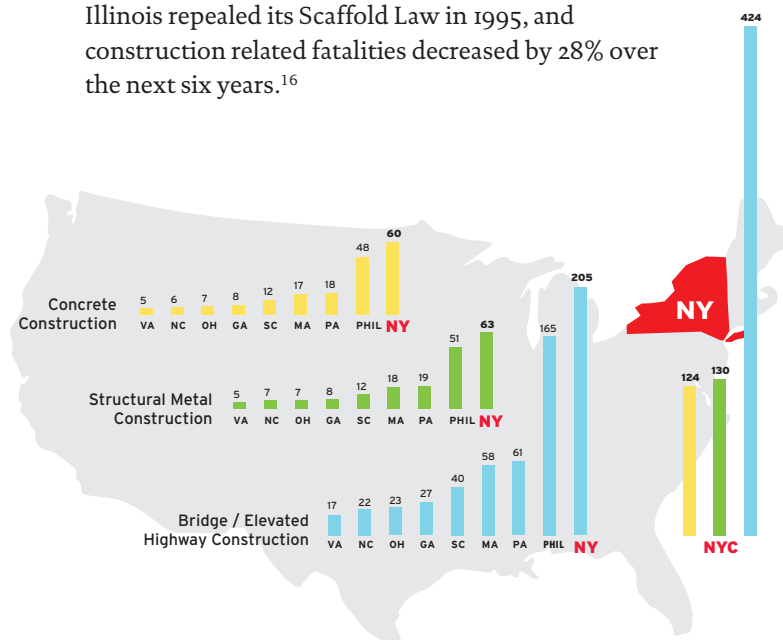 Illinois repealed its Scaffold Law in 1995, and
construction related fatalities decreased by 28% over
the next six years.16
424
Concrete
Construction
5 6 7 8 12 17 18 48 60
VA NC OH GA SC MA PA PHIL NY
Structural Metal
Construction
5 7 7 8 12 18 19 51 63
VA NC OH GA SC MA PA PHIL NY
Bridge / Elevated
Highway Construction
17 22 23 27 40 58 61 165 205
VA NC OH GA SC MA PA PHIL NY
NY
124 130
NYC